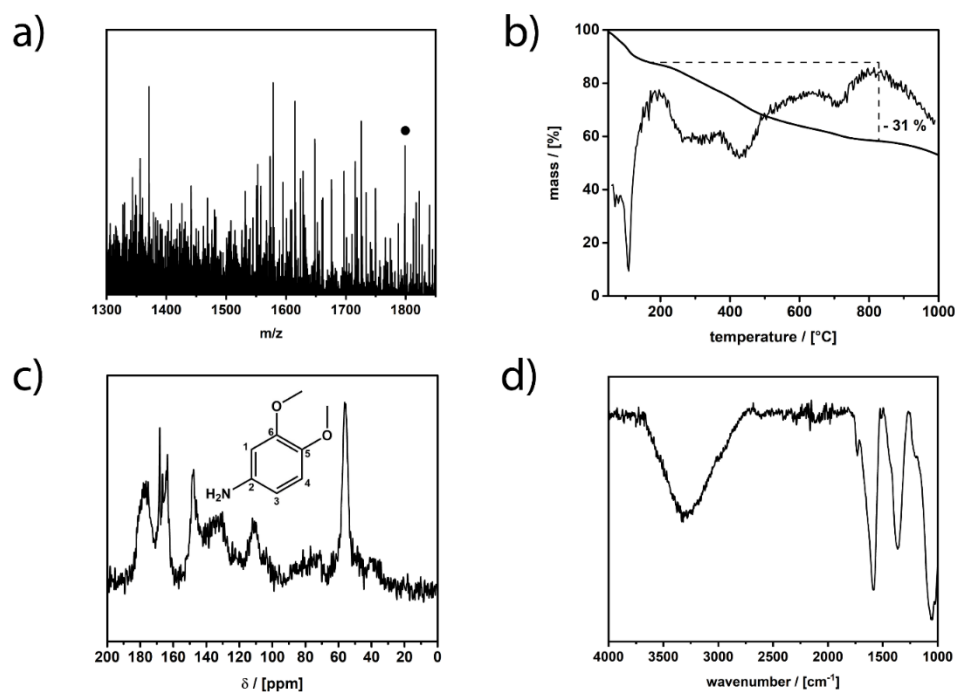 a)
1300 1400 1500 1600 1700 1800
m/z
b)
100
80
60
40
20
0
mass / [%]
- 31 %
200 400 600 800 1000
temperature / [°C]
c)
O
O
6
1
5
2
4
3
H₂N
200 180 160 140 120 100 80 60 40 20 0
δ / [ppm]
d)
4000 3500 3000 2500 2000 1500 1000
wavenumber / [cm⁻¹]